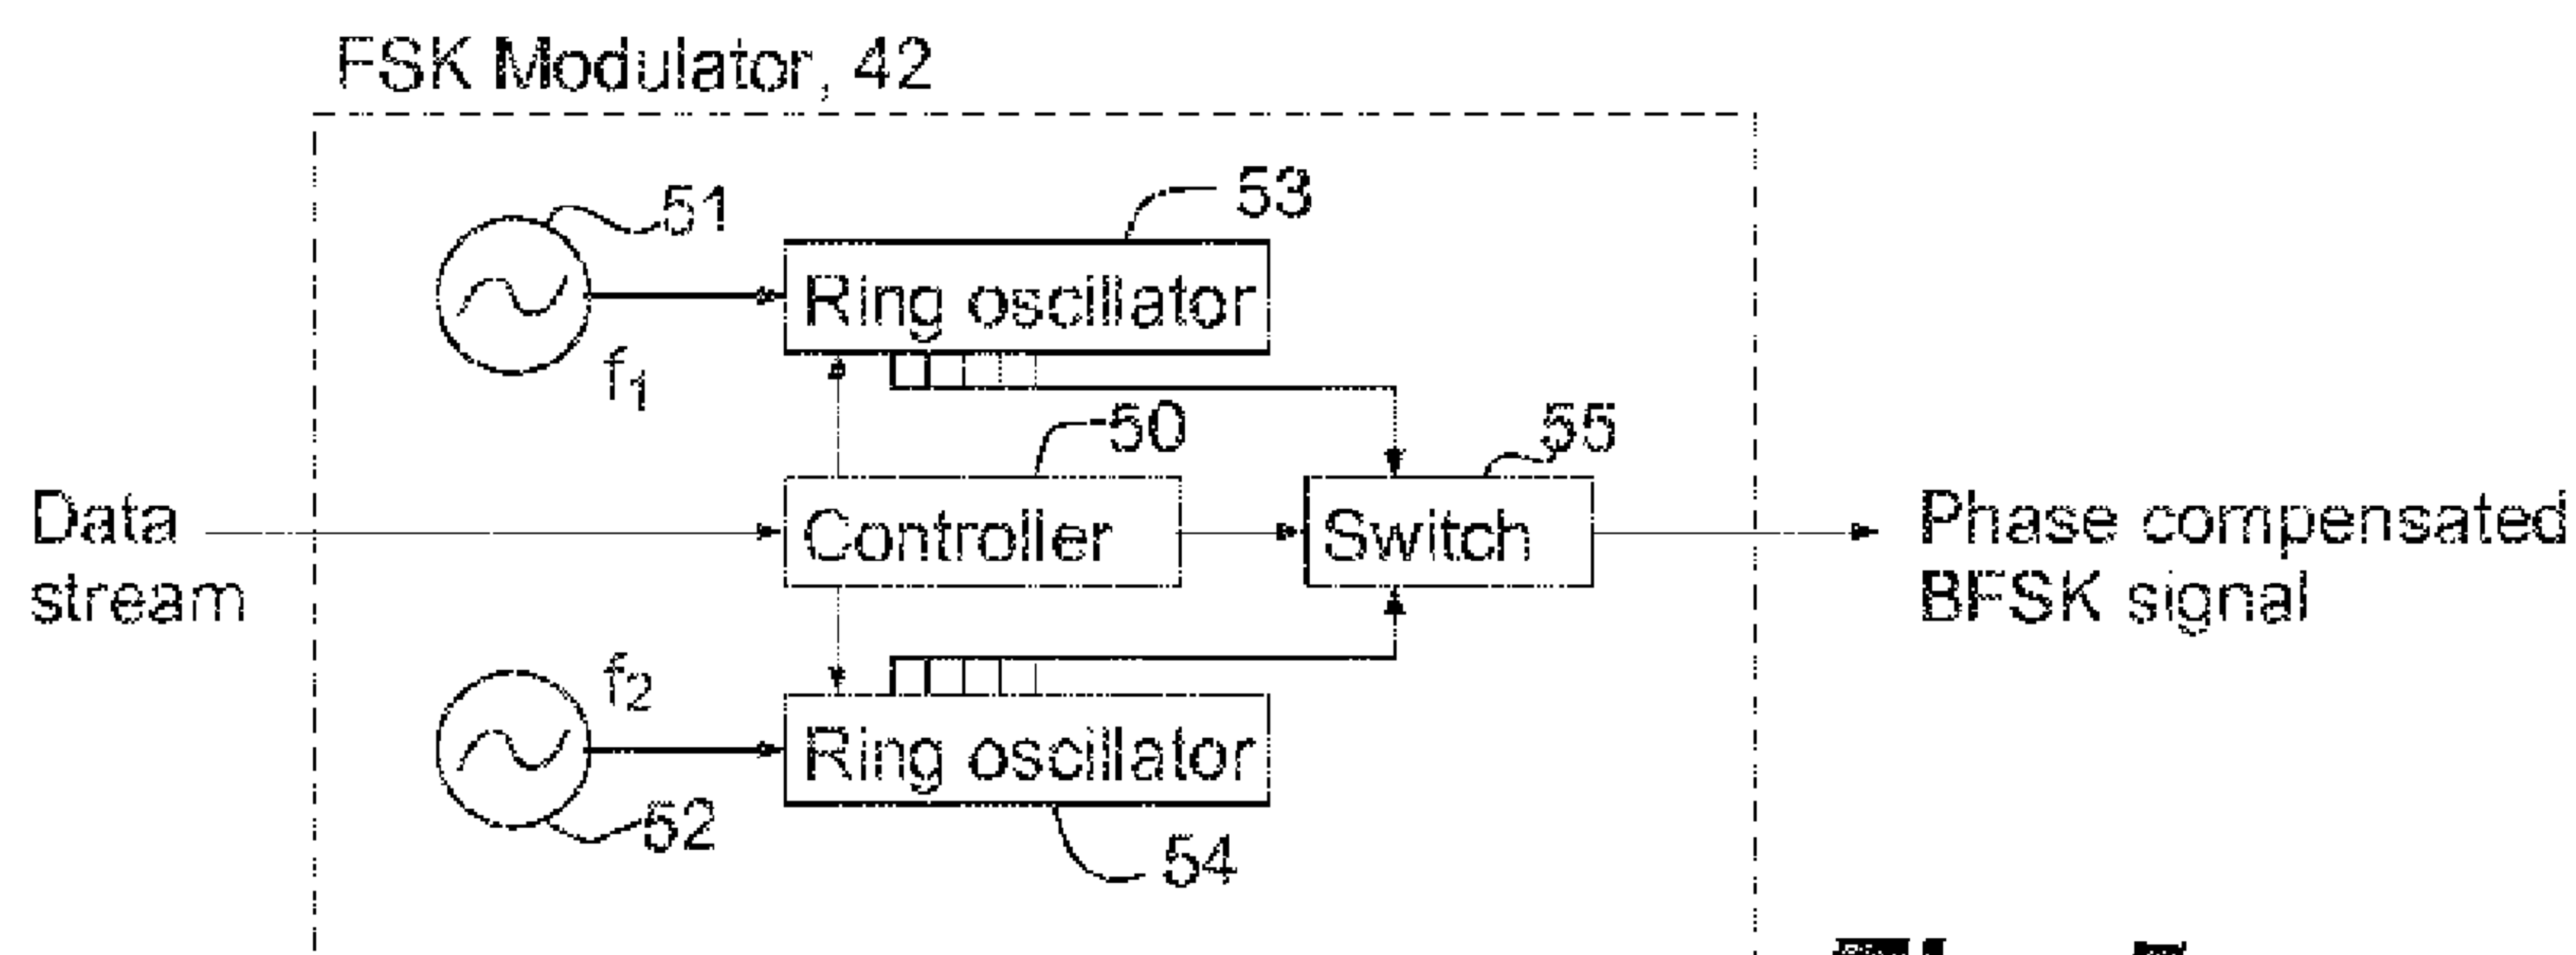 FSK Modulator, 42
51
53
Ring oscillator
f1
50
55
Data
stream
Controller
Switch
Phase compensated
BFSK signal
f2
Ring oscillator
52
54